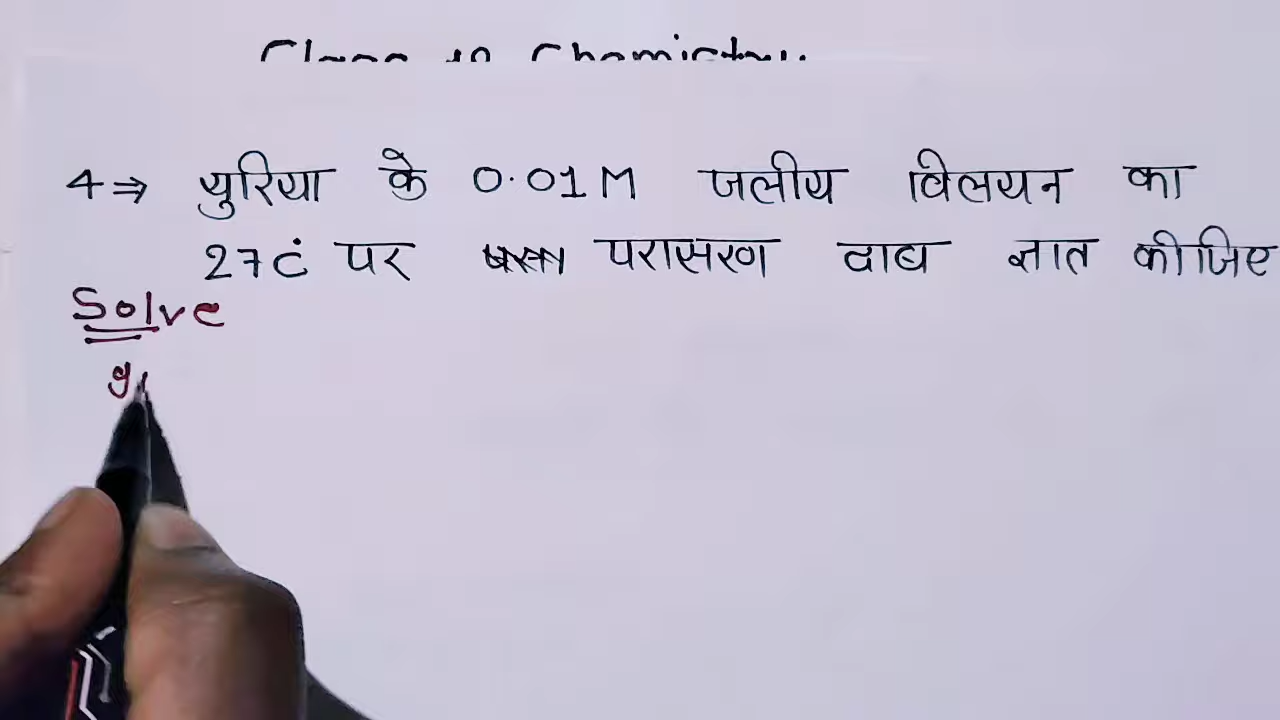 4⇒ युरिया के 0.01M जलीय विलयन का
27c̊ पर परासरण दाब ज्ञात कीजिए
Solve